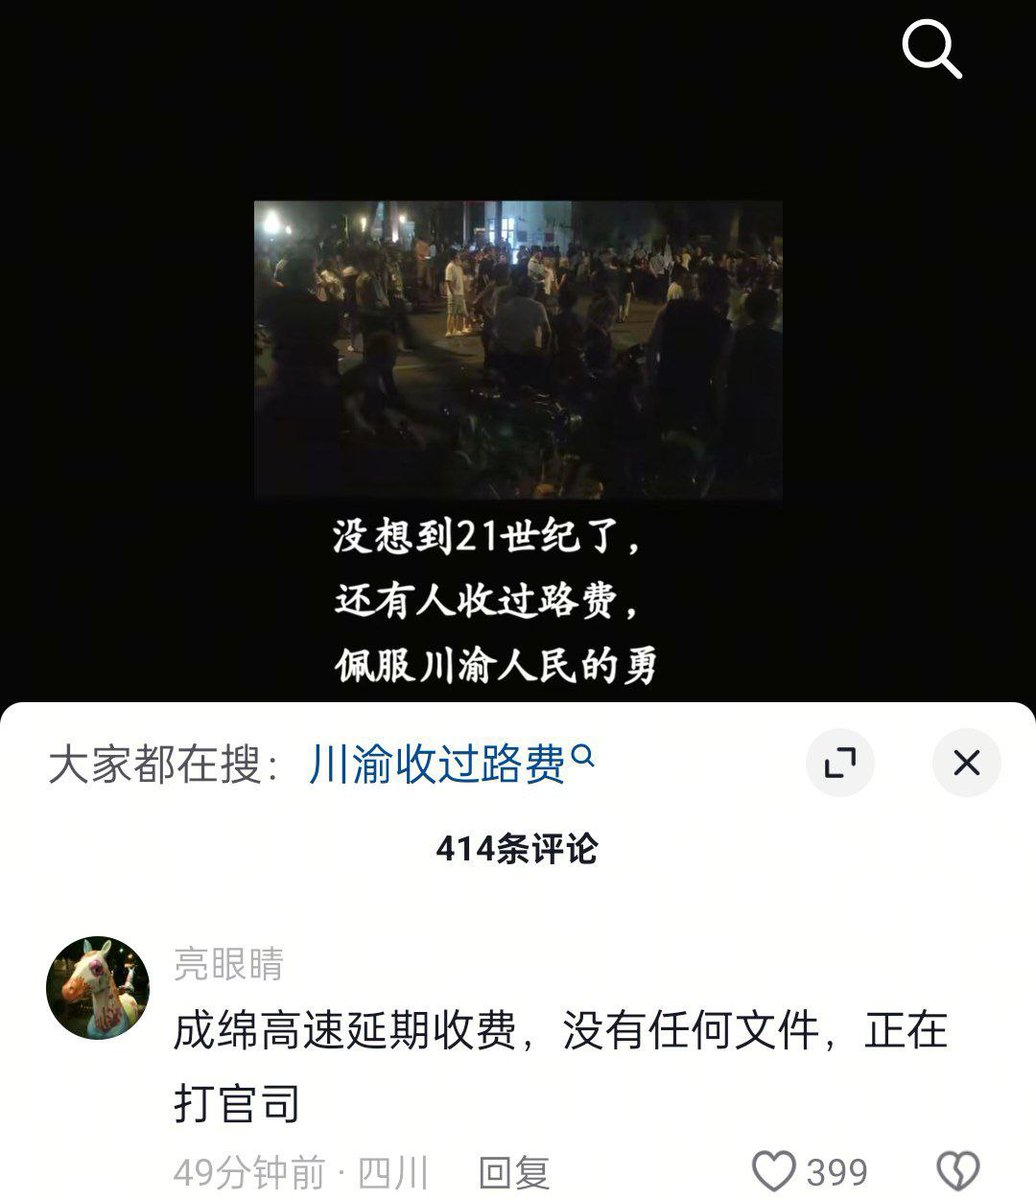 没想到21世纪了，
还有人收过路费，
佩服川渝人民的勇
大家都在搜：川渝收过路费
414条评论
亮眼睛
成绵高速延期收费，没有任何文件，正在
打官司
49分钟前 · 四川 回复 399